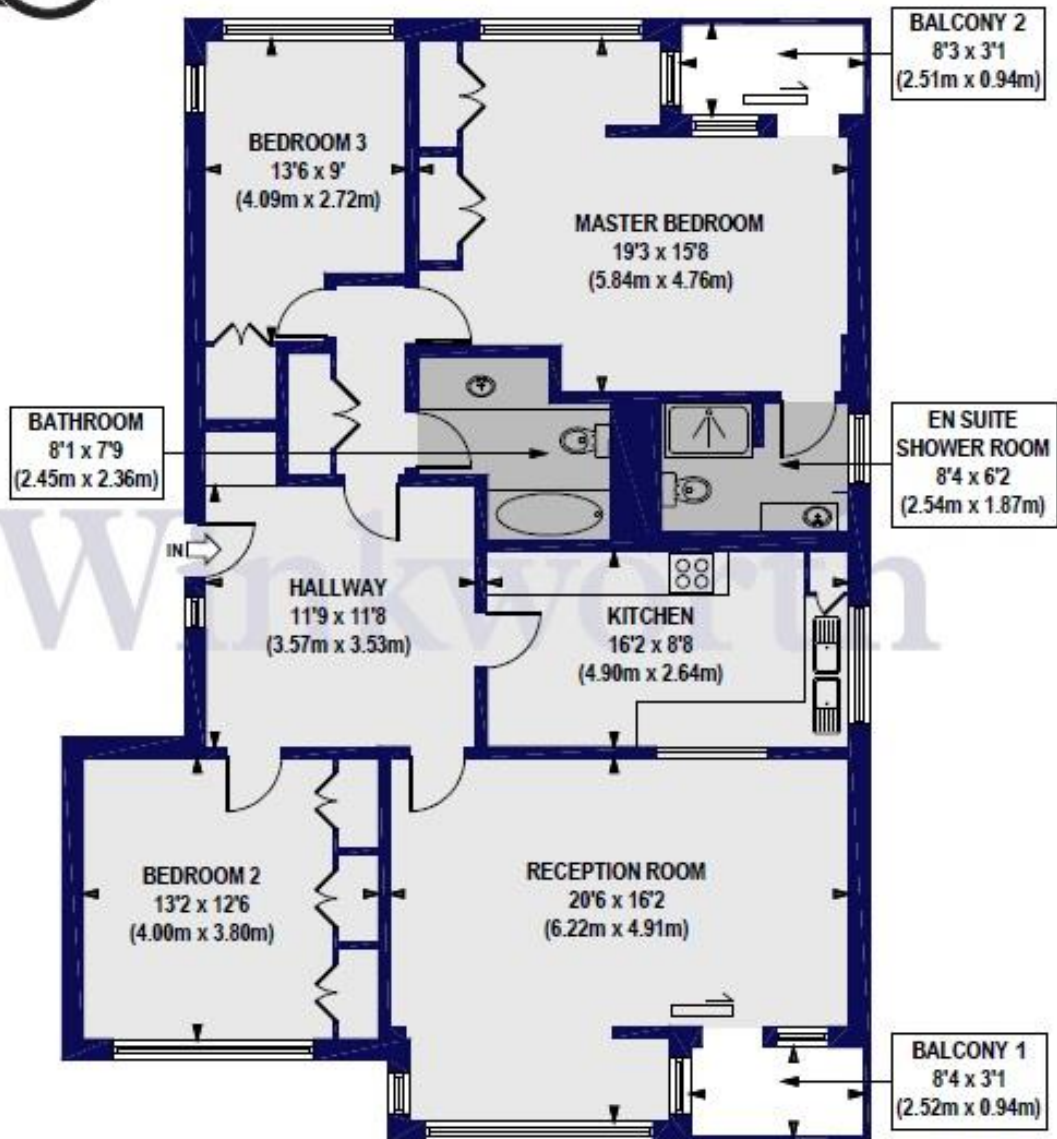 BALCONY 2
8'3 x 3'1
(2.51m x 0.94m)
BEDROOM 3
13'6 x 9'
(4.09m x 2.72m)
MASTER BEDROOM
19'3 x 15'8
(5.84m x 4.76m)
BATHROOM
8'1 x 7'9
(2.45m x 2.36m)
EN SUITE
SHOWER ROOM
8'4 x 6'2
(2.54m x 1.87m)
IN
Winkworth
HALLWAY
11'9 x 11'8
(3.57m x 3.53m)
KITCHEN
16'2 x 8'8
(4.90m x 2.64m)
BEDROOM 2
13'2 x 12'6
(4.00m x 3.80m)
RECEPTION ROOM
20'6 x 16'2
(6.22m x 4.91m)
BALCONY 1
8'4 x 3'1
(2.52m x 0.94m)